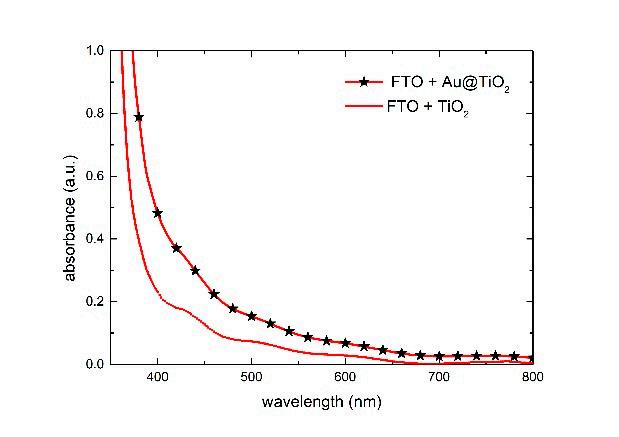 1.0
0.8
0.6
0.4
0.2
0.0
absorbance (a.u.)
FTO + Au@TiO2
FTO + TiO2
400 500 600 700 800
wavelength (nm)